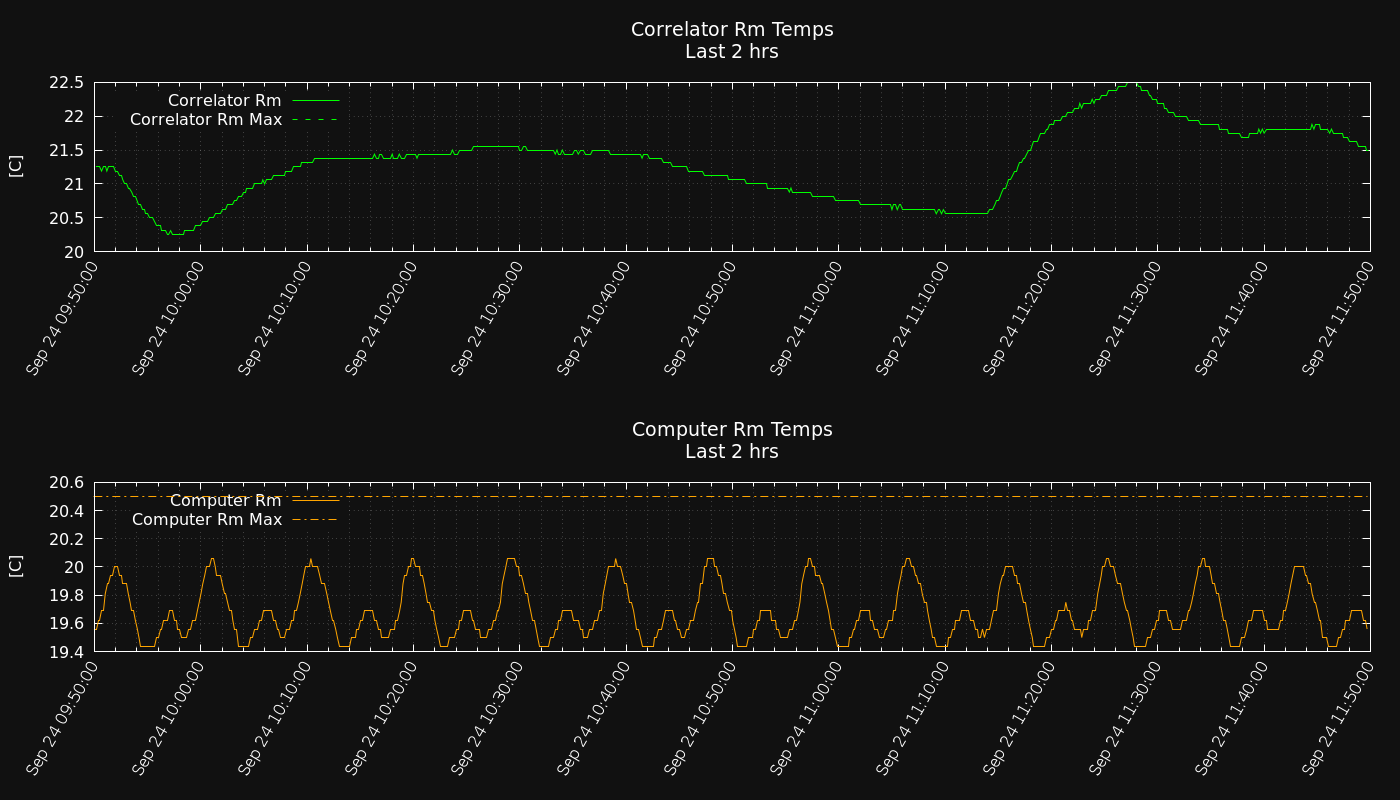 Correlator Rm Temps
Last 2 hrs
22.5
22
21.5
21
20.5
20
[C]
Correlator Rm
Correlator Rm Max
Sep 24 09:50:00
Sep 24 10:00:00
Sep 24 10:10:00
Sep 24 10:20:00
Sep 24 10:30:00
Sep 24 10:40:00
Sep 24 10:50:00
Sep 24 11:00:00
Sep 24 11:10:00
Sep 24 11:20:00
Sep 24 11:30:00
Sep 24 11:40:00
Sep 24 11:50:00
Computer Rm Temps
Last 2 hrs
20.6
20.4
20.2
20
19.8
19.6
19.4
[C]
Computer Rm
Computer Rm Max
Sep 24 09:50:00
Sep 24 10:00:00
Sep 24 10:10:00
Sep 24 10:20:00
Sep 24 10:30:00
Sep 24 10:40:00
Sep 24 10:50:00
Sep 24 11:00:00
Sep 24 11:10:00
Sep 24 11:20:00
Sep 24 11:30:00
Sep 24 11:40:00
Sep 24 11:50:00